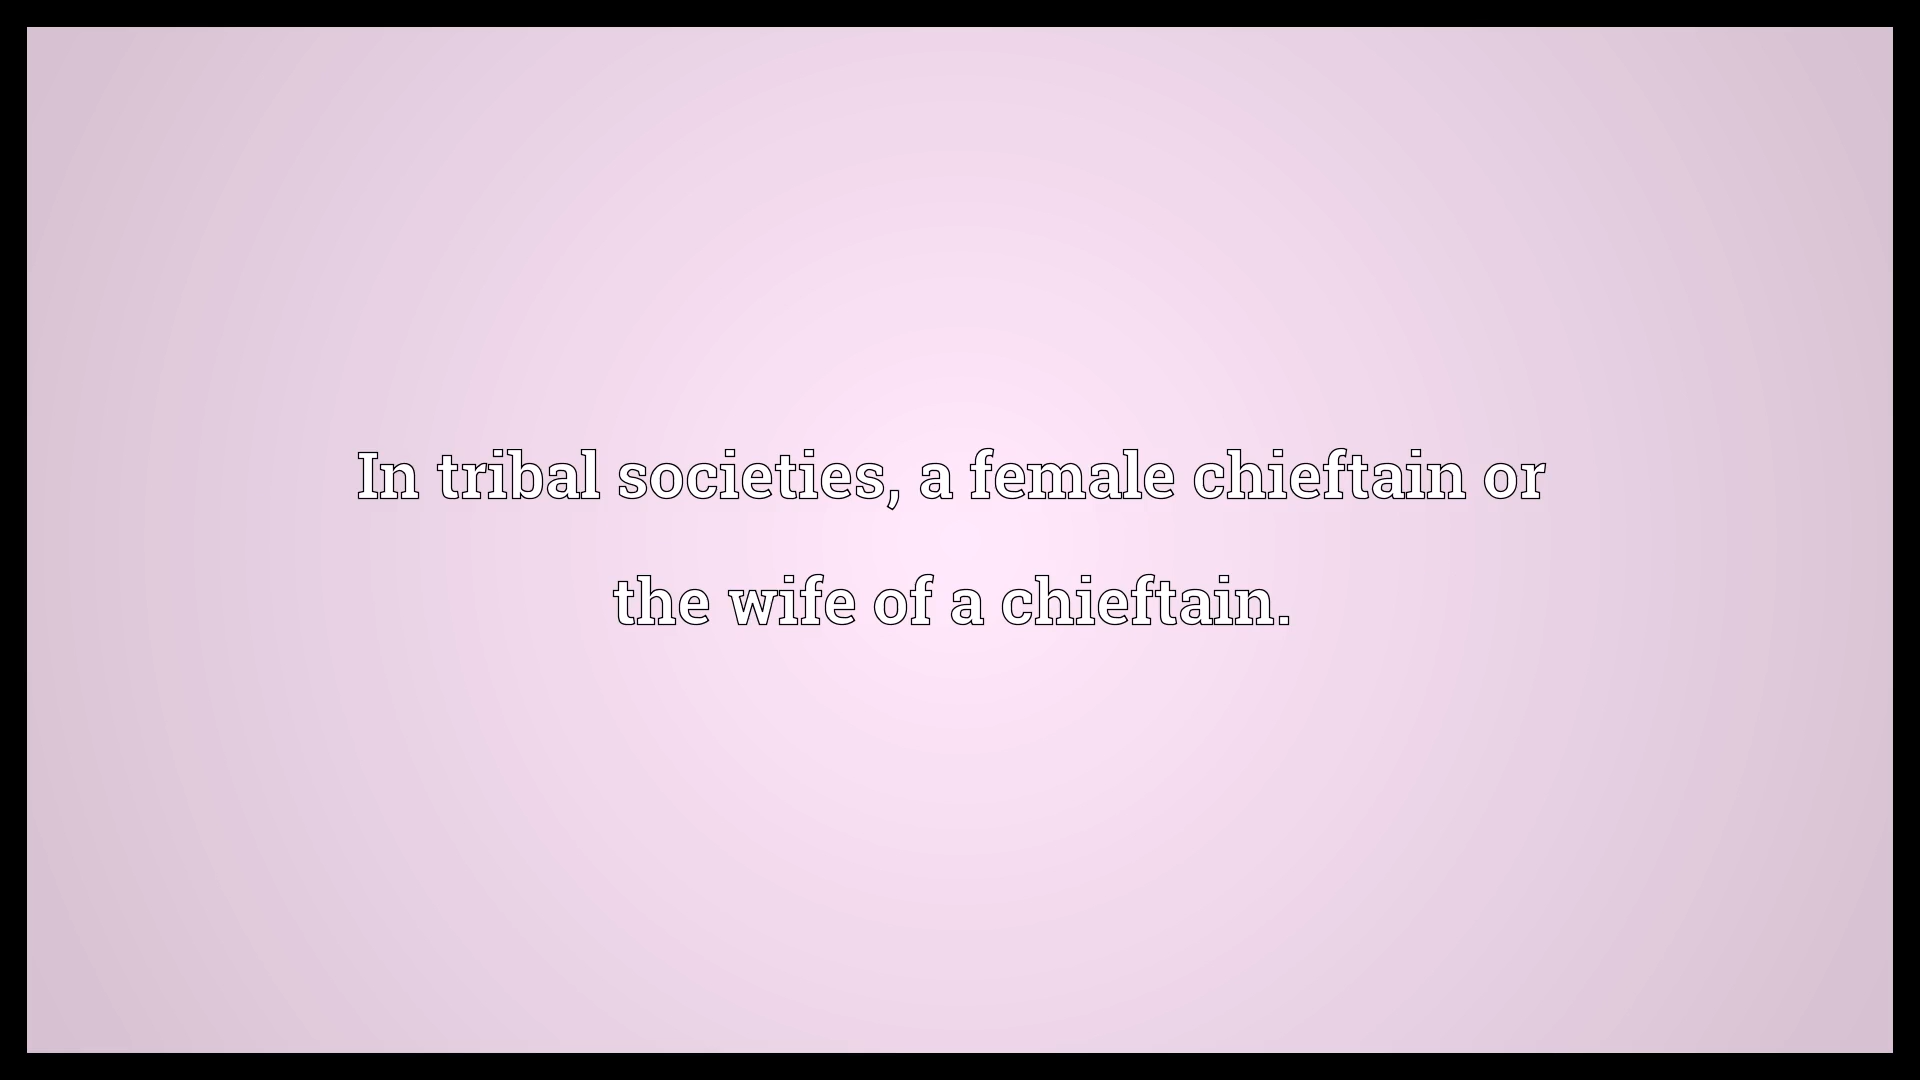 In tribal societies, a female chieftain or
the wife of a chieftain.